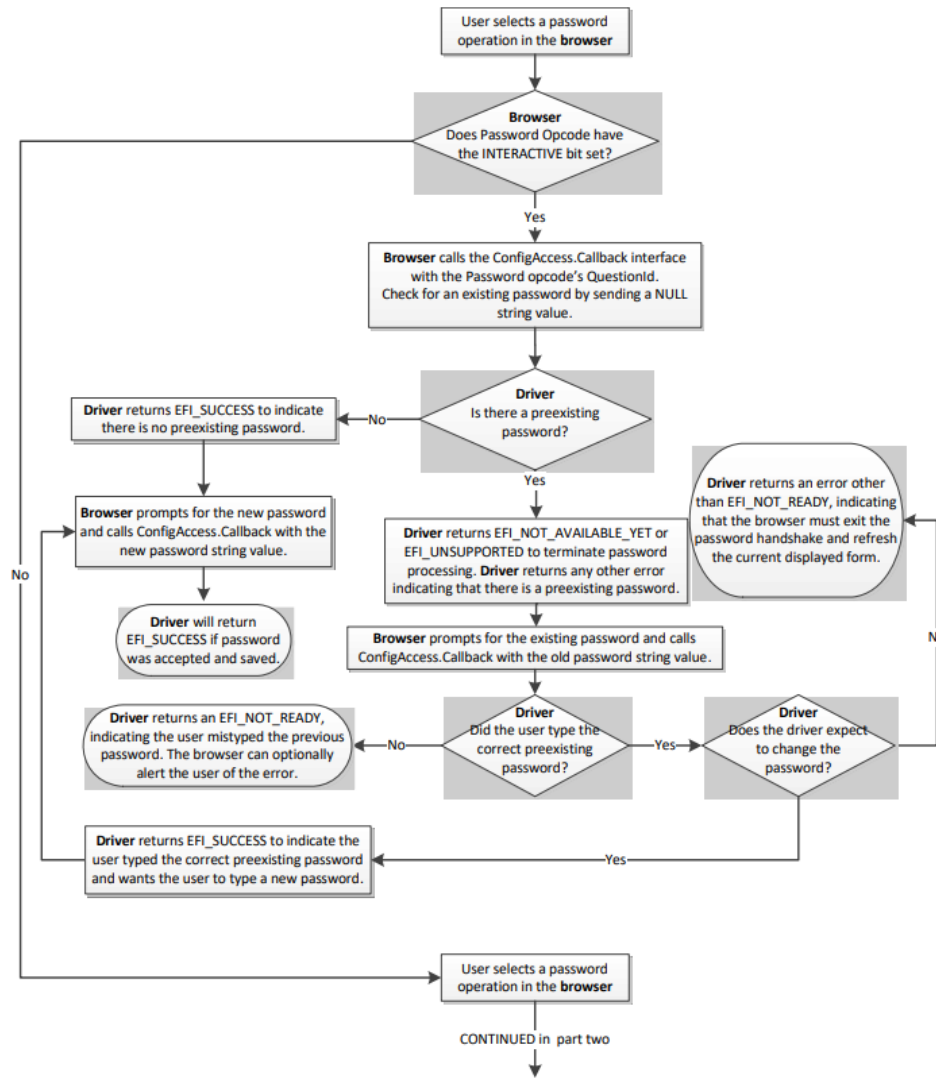 User selects a password
operation in the browser
Browser
Does Password Opcode have
the INTERACTIVE bit set?
Yes
Browser calls the ConfigAccess.Callback interface
with the Password opcode's QuestionId.
Check for an existing password by sending a NULL
string value.
Driver
Is there a preexisting
password?
No
Driver returns EFI_SUCCESS to indicate
there is no preexisting password.
Yes
Driver returns an error other
than EFI_NOT_READY, indicating
that the browser must exit the
password handshake and refresh
the current displayed form.
Browser prompts for the new password
and calls ConfigAccess.Callback with the
new password string value.
Driver returns EFI_NOT_AVAILABLE_YET or
EFI_UNSUPPORTED to terminate password
processing. Driver returns any other error
indicating that there is a preexisting password.
No
Driver will return
EFI_SUCCESS if password
was accepted and saved.
Browser prompts for the existing password and calls
ConfigAccess.Callback with the old password string value.
N
Driver returns an EFI_NOT_READY,
indicating the user mistyped the previous
password. The browser can optionally
alert the user of the error.
No
Driver
Did the user type the
correct preexisting
password?
Yes
Driver
Does the driver expect
to change the
password?
Driver returns EFI_SUCCESS to indicate the
user typed the correct preexisting password
and wants the user to type a new password.
Yes
User selects a password
operation in the browser
CONTINUED in part two